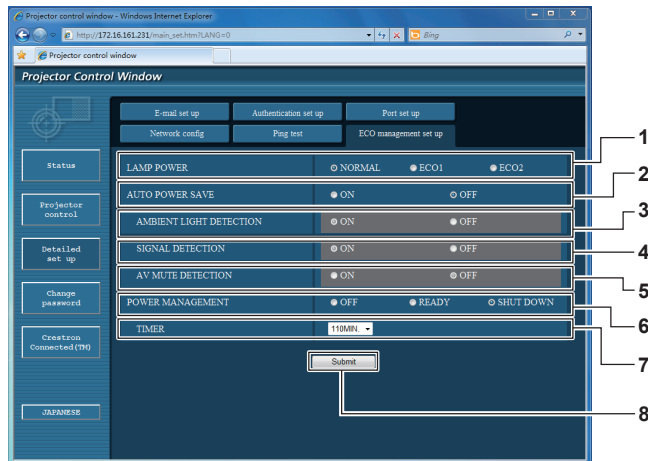 Projector control window - Windows Internet Explorer
http://172.16.161.231/main_set.htm?LANG=0
Bing
Projector control window
Projector Control Window
E-mail set up
Authentication set up
Port set up
Network config
Ping test
ECO management set up
Status
Projector
control
Detailed
set up
Change
password
Crestron
Connected(TM)
JAPANESE
LAMP POWER NORMAL ECO1 ECO2 1
AUTO POWER SAVE ON OFF 2
AMBIENT LIGHT DETECTION ON OFF 3
SIGNAL DETECTION ON OFF 4
AV MUTE DETECTION ON OFF 5
POWER MANAGEMENT OFF READY SHUT DOWN 6
TIMER 110MIN. 7
Submit 8